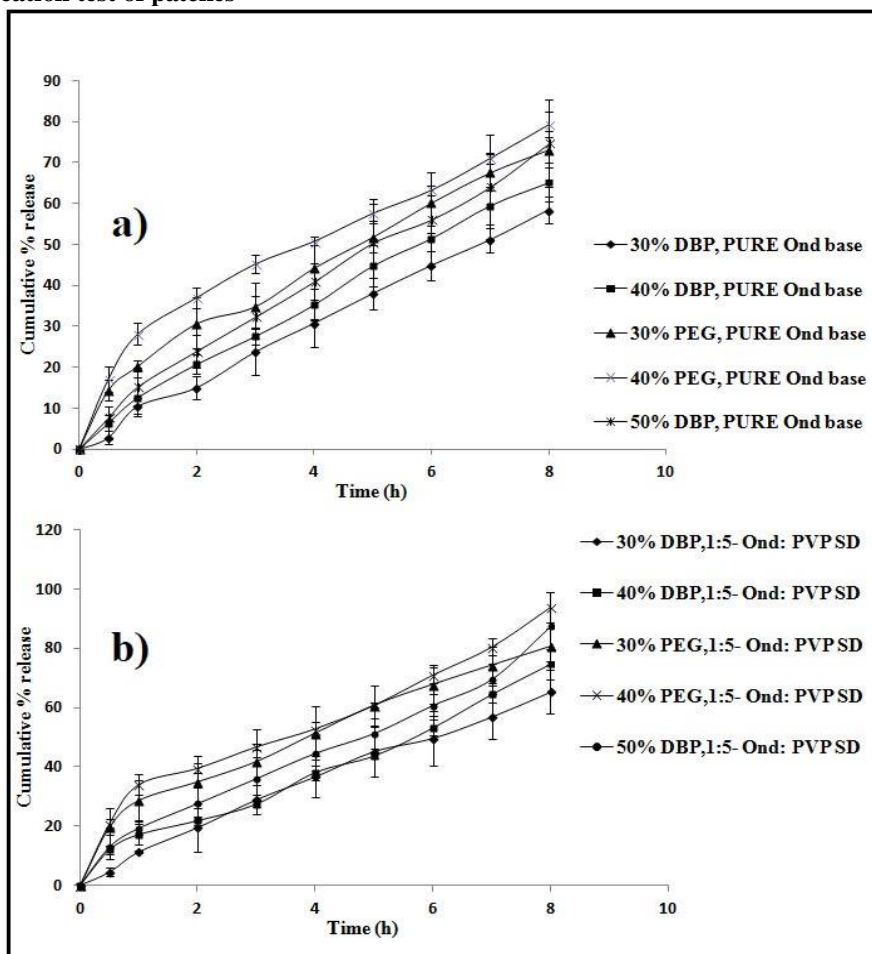 cation test of patches
90
80
70
60
50
40
30
20
10
0
Cumulative % release
a)
0 2 4 6 8 10
Time (h)
30% DBP, PURE Ond base
40% DBP, PURE Ond base
30% PEG, PURE Ond base
40% PEG, PURE Ond base
50% DBP, PURE Ond base
120
100
80
60
40
20
0
Cumulative % release
b)
0 2 4 6 8 10
Time (h)
30% DBP,1:5- Ond: PVP SD
40% DBP,1:5- Ond: PVP SD
30% PEG,1:5- Ond: PVP SD
40% PEG,1:5- Ond: PVP SD
50% DBP,1:5- Ond: PVP SD